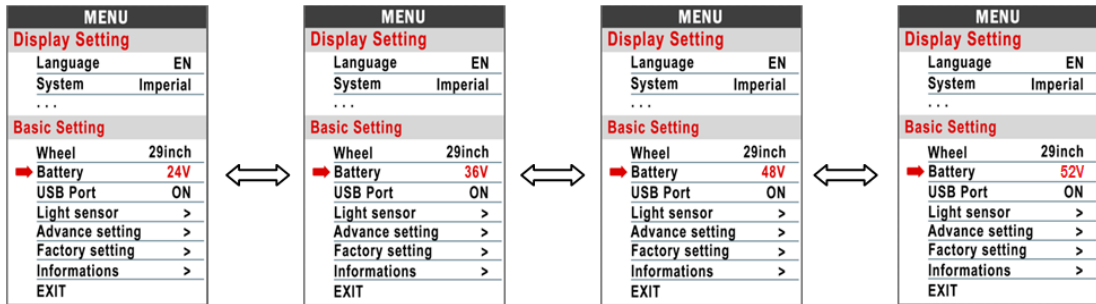 MENU
Display Setting
Language EN
System Imperial
. . .
Basic Setting
Wheel 29inch
Battery 24V
USB Port ON
Light sensor >
Advance setting >
Factory setting >
Informations >
EXIT
MENU
Display Setting
Language EN
System Imperial
. . .
Basic Setting
Wheel 29inch
Battery 36V
USB Port ON
Light sensor >
Advance setting >
Factory setting >
Informations >
EXIT
MENU
Display Setting
Language EN
System Imperial
. . .
Basic Setting
Wheel 29inch
Battery 48V
USB Port ON
Light sensor >
Advance setting >
Factory setting >
Informations >
EXIT
MENU
Display Setting
Language EN
System Imperial
. . .
Basic Setting
Wheel 29inch
Battery 52V
USB Port ON
Light sensor >
Advance setting >
Factory setting >
Informations >
EXIT